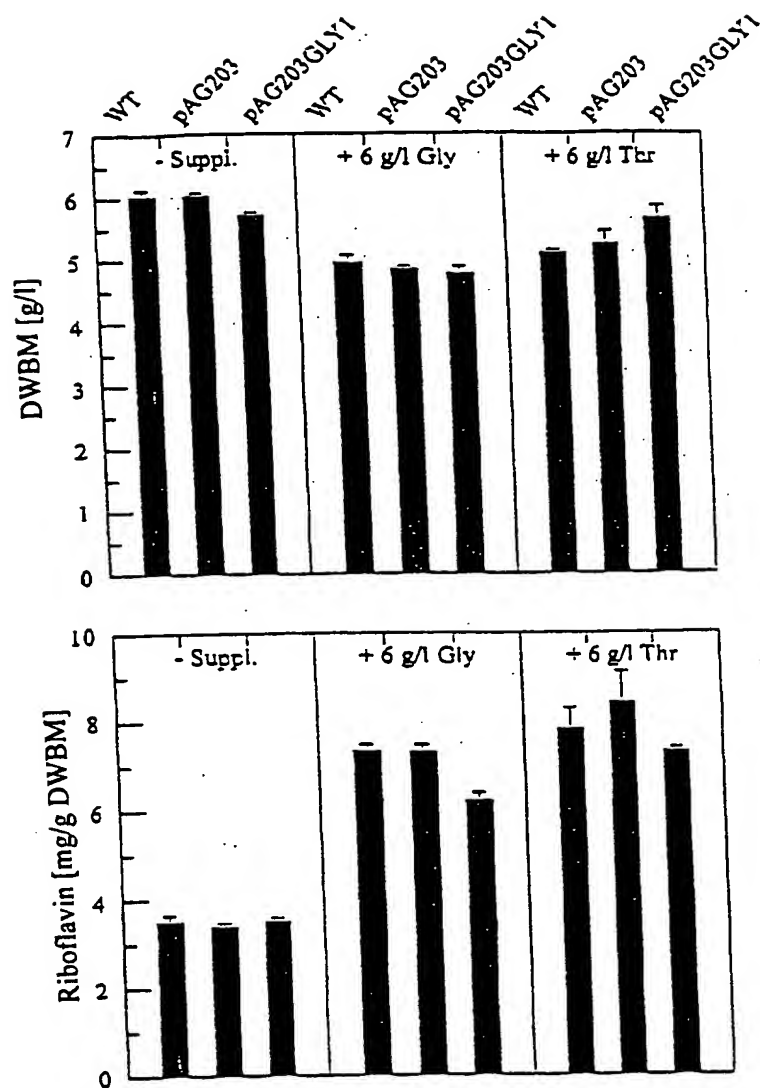 WT pAG203 pAG203GLY1 WT pAG203 pAG203GLY1 WT pAG203 pAG203GLY1
DWBM [g/l]
7
6
5
4
3
2
1
0
- Suppl. + 6 g/l Gly + 6 g/l Thr
Riboflavin [mg/g DWBM]
10
8
6
4
2
0
- Suppl. + 6 g/l Gly + 6 g/l Thr